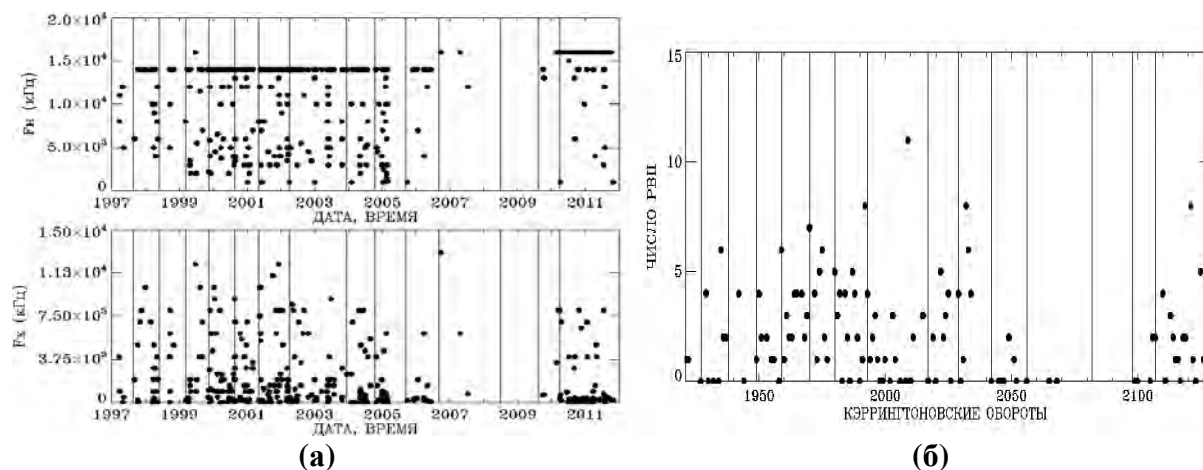 2.0×10⁴
1.5×10⁴
1.0×10⁴
5.0×10³
0
Fн (кГц)
1997 1999 2001 2003 2005 2007 2009 2011
ДАТА, ВРЕМЯ
1.50×10⁴
1.13×10⁴
7.50×10³
3.75×10³
0
Fк (кГц)
1997 1999 2001 2003 2005 2007 2009 2011
ДАТА, ВРЕМЯ
(а)
15
10
5
0
ЧИСЛО РВП
1950 2000 2050 2100
КЭРРИНГТОНОВСКИЕ ОБОРОТЫ
(б)